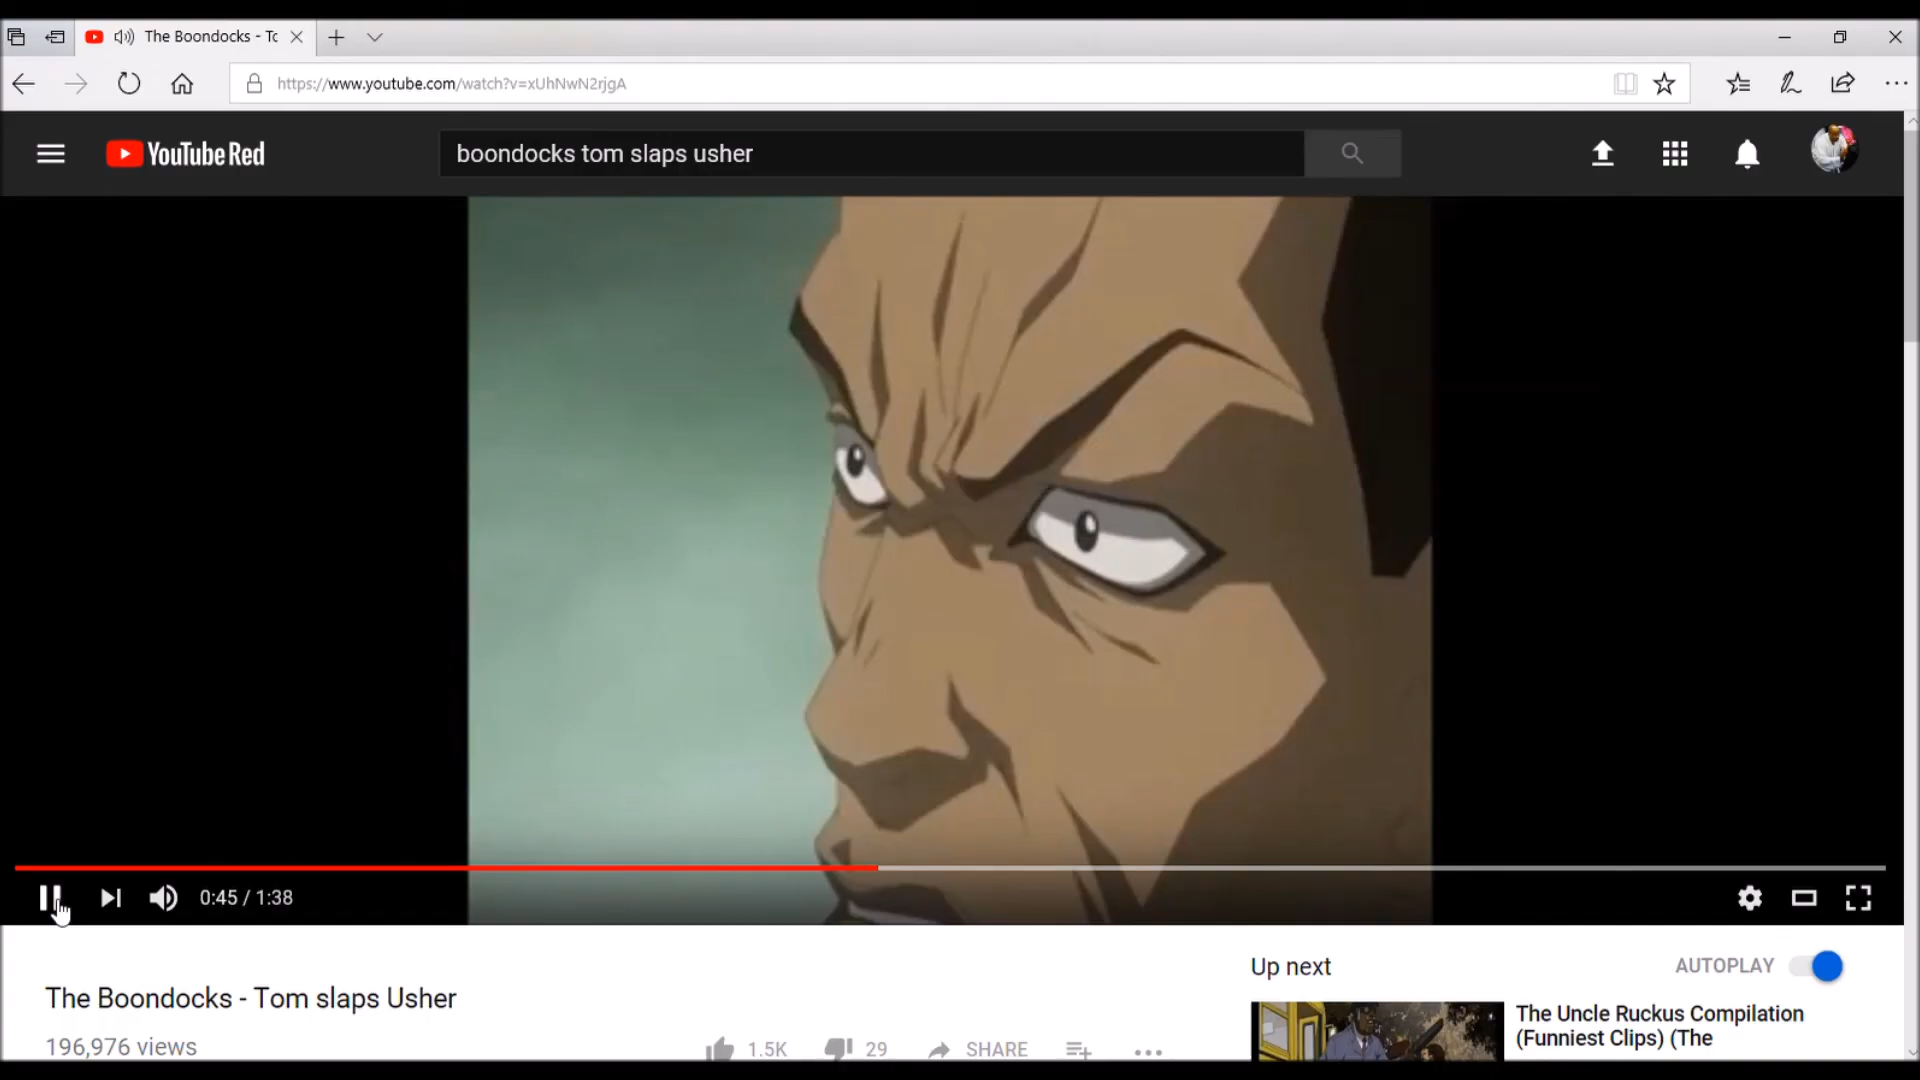 The Boondocks - Tc
https://www.youtube.com/watch?v=xUhNwN2rjgA
YouTube Red
boondocks tom slaps usher
0:45 / 1:38
The Boondocks - Tom slaps Usher
196,976 views
1.5K
29
SHARE
Up next
AUTOPLAY
The Uncle Ruckus Compilation
(Funniest Clips) (The